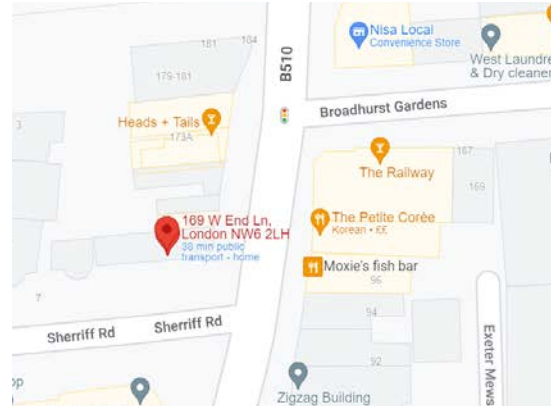 181
184
179-181
B510
Nisa Local
Convenience Store
West Laundre
& Dry cleaner
Broadhurst Gardens
Heads + Tails
173A
3
The Railway
167
169
169 W End Ln,
London NW6 2LH
38 min public
transport - home
The Petite Corée
Korean • ££
Moxie's fish bar
96
7
Sherriff Rd
Sherriff Rd
94
92
Exeter Mews
op
Zigzag Building